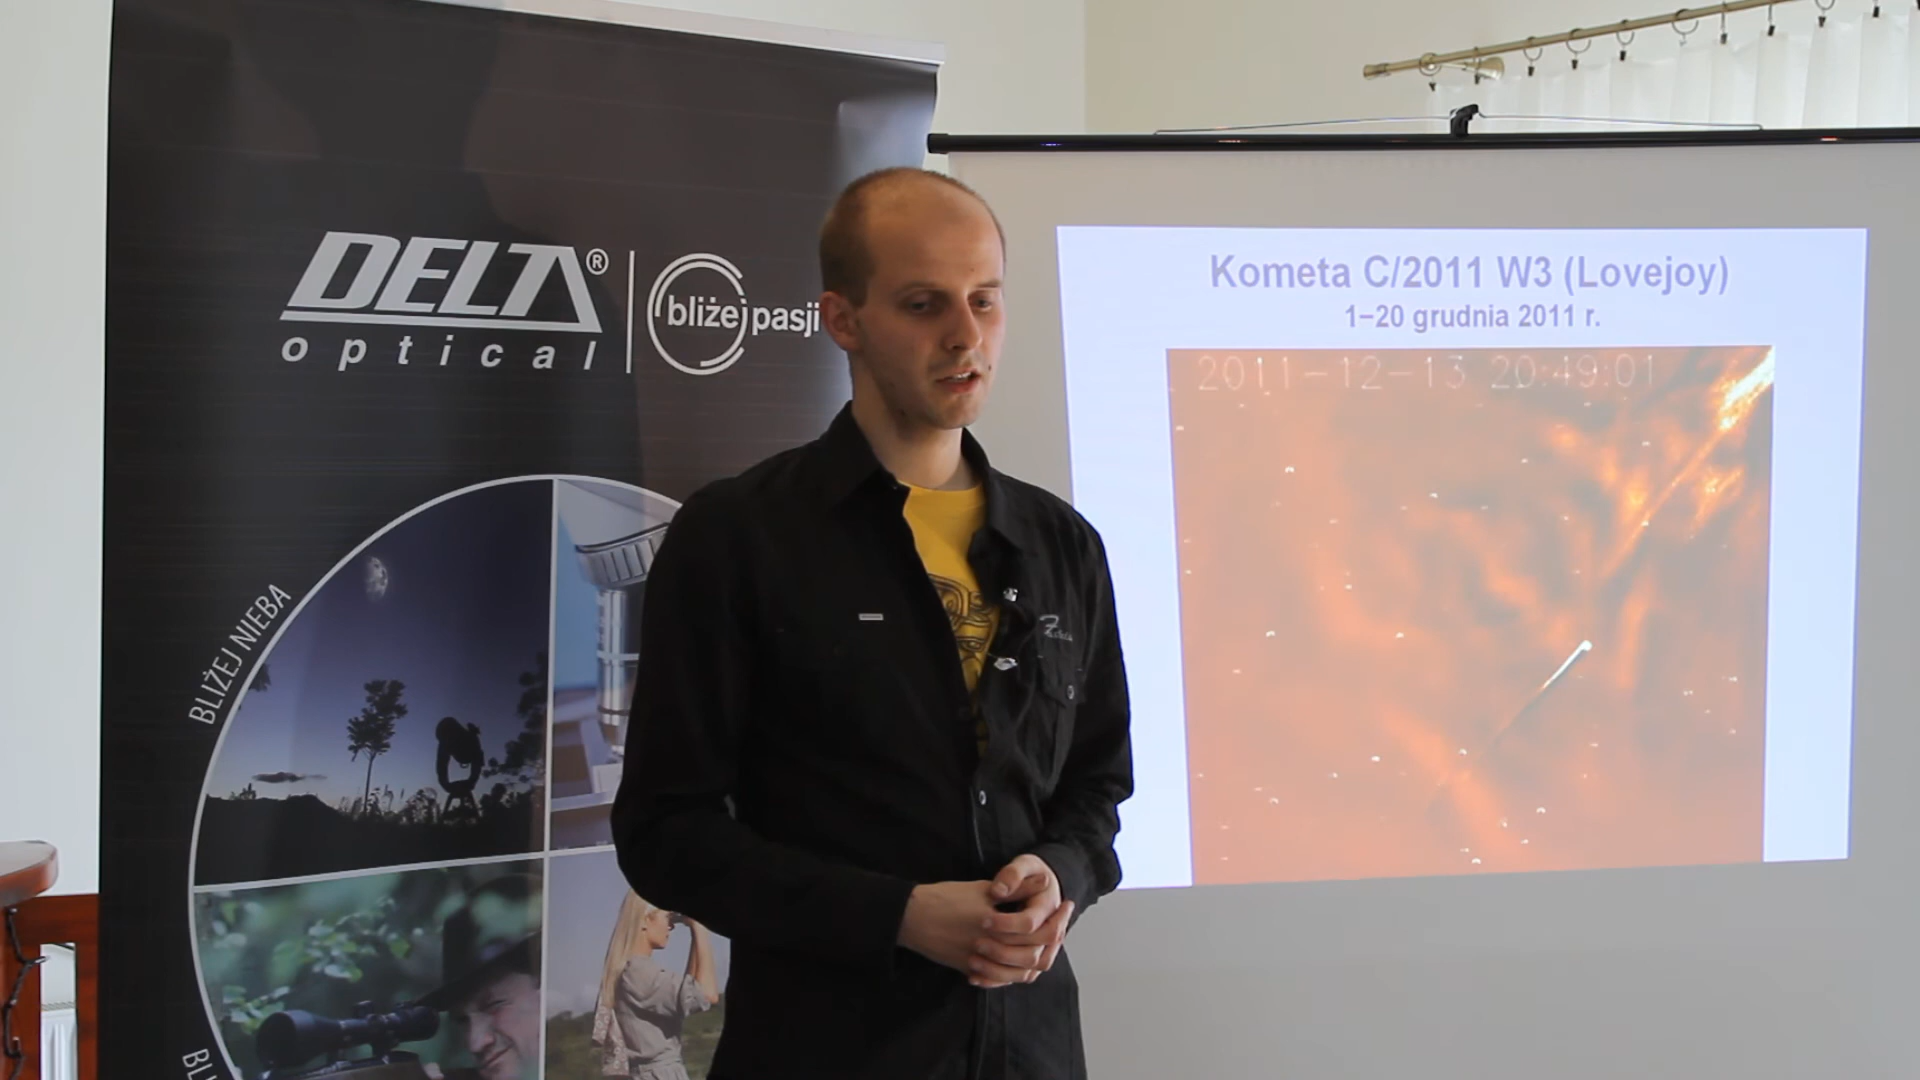 DELTA®
optical
bliżej pasji
BLIŻEJ NIEBA
Kometa C/2011 W3 (Lovejoy)
1–20 grudnia 2011 r.
2011-12-13 20:49:01